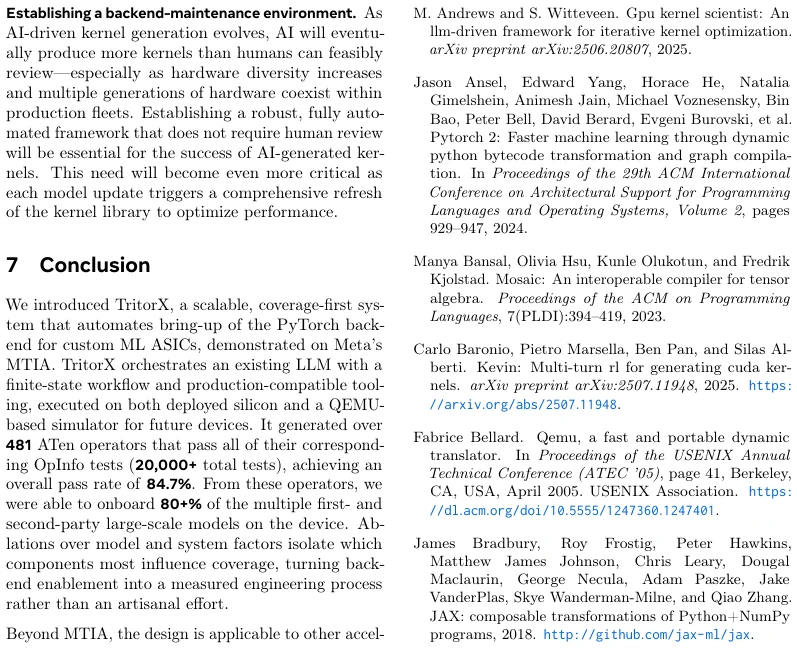 Establishing a backend-maintenance environment. As
AI-driven kernel generation evolves, AI will eventu-
ally produce more kernels than humans can feasibly
review—especially as hardware diversity increases
and multiple generations of hardware coexist within
production fleets. Establishing a robust, fully auto-
mated framework that does not require human review
will be essential for the success of AI-generated ker-
nels. This need will become even more critical as
each model update triggers a comprehensive refresh
of the kernel library to optimize performance.
7 Conclusion
We introduced TritorX, a scalable, coverage-first sys-
tem that automates bring-up of the PyTorch back-
end for custom ML ASICs, demonstrated on Meta's
MTIA. TritorX orchestrates an existing LLM with a
finite-state workflow and production-compatible tool-
ing, executed on both deployed silicon and a QEMU-
based simulator for future devices. It generated over
481 ATen operators that pass all of their correspond-
ing OpInfo tests (20,000+ total tests), achieving an
overall pass rate of 84.7%. From these operators, we
were able to onboard 80+% of the multiple first- and
second-party large-scale models on the device. Ab-
lations over model and system factors isolate which
components most influence coverage, turning back-
end enablement into a measured engineering process
rather than an artisanal effort.
Beyond MTIA, the design is applicable to other accel-
M. Andrews and S. Witteveen. Gpu kernel scientist: An
llm-driven framework for iterative kernel optimization.
arXiv preprint arXiv:2506.20807, 2025.
Jason Ansel, Edward Yang, Horace He, Natalia
Gimelshein, Animesh Jain, Michael Voznesensky, Bin
Bao, Peter Bell, David Berard, Evgeni Burovski, et al.
Pytorch 2: Faster machine learning through dynamic
python bytecode transformation and graph compila-
tion. In Proceedings of the 29th ACM International
Conference on Architectural Support for Programming
Languages and Operating Systems, Volume 2, pages
929–947, 2024.
Manya Bansal, Olivia Hsu, Kunle Olukotun, and Fredrik
Kjolstad. Mosaic: An interoperable compiler for tensor
algebra. Proceedings of the ACM on Programming
Languages, 7(PLDI):394–419, 2023.
Carlo Baronio, Pietro Marsella, Ben Pan, and Silas Al-
berti. Kevin: Multi-turn rl for generating cuda ker-
nels. arXiv preprint arXiv:2507.11948, 2025. https:
//arxiv.org/abs/2507.11948.
Fabrice Bellard. Qemu, a fast and portable dynamic
translator. In Proceedings of the USENIX Annual
Technical Conference (ATEC '05), page 41, Berkeley,
CA, USA, April 2005. USENIX Association. https:
//dl.acm.org/doi/10.5555/1247360.1247401.
James Bradbury, Roy Frostig, Peter Hawkins,
Matthew James Johnson, Chris Leary, Dougal
Maclaurin, George Necula, Adam Paszke, Jake
VanderPlas, Skye Wanderman-Milne, and Qiao Zhang.
JAX: composable transformations of Python+NumPy
programs, 2018. http://github.com/jax-ml/jax.